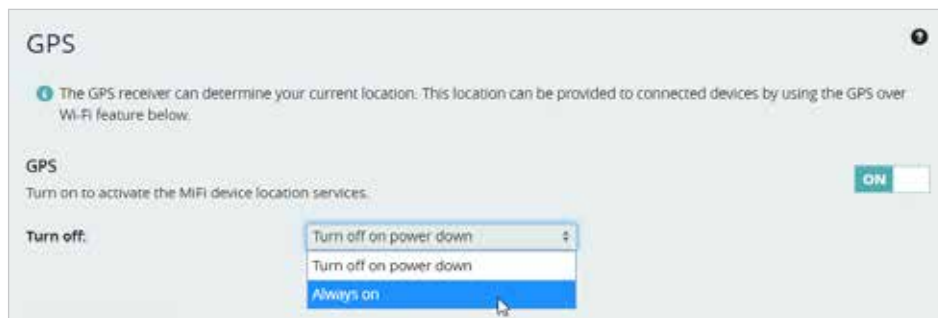 GPS
The GPS receiver can determine your current location. This location can be provided to connected devices by using the GPS over
Wi-Fi feature below.
GPS
Turn on to activate the MiFi device location services.
ON
Turn off:
Turn off on power down
Turn off on power down
Always on